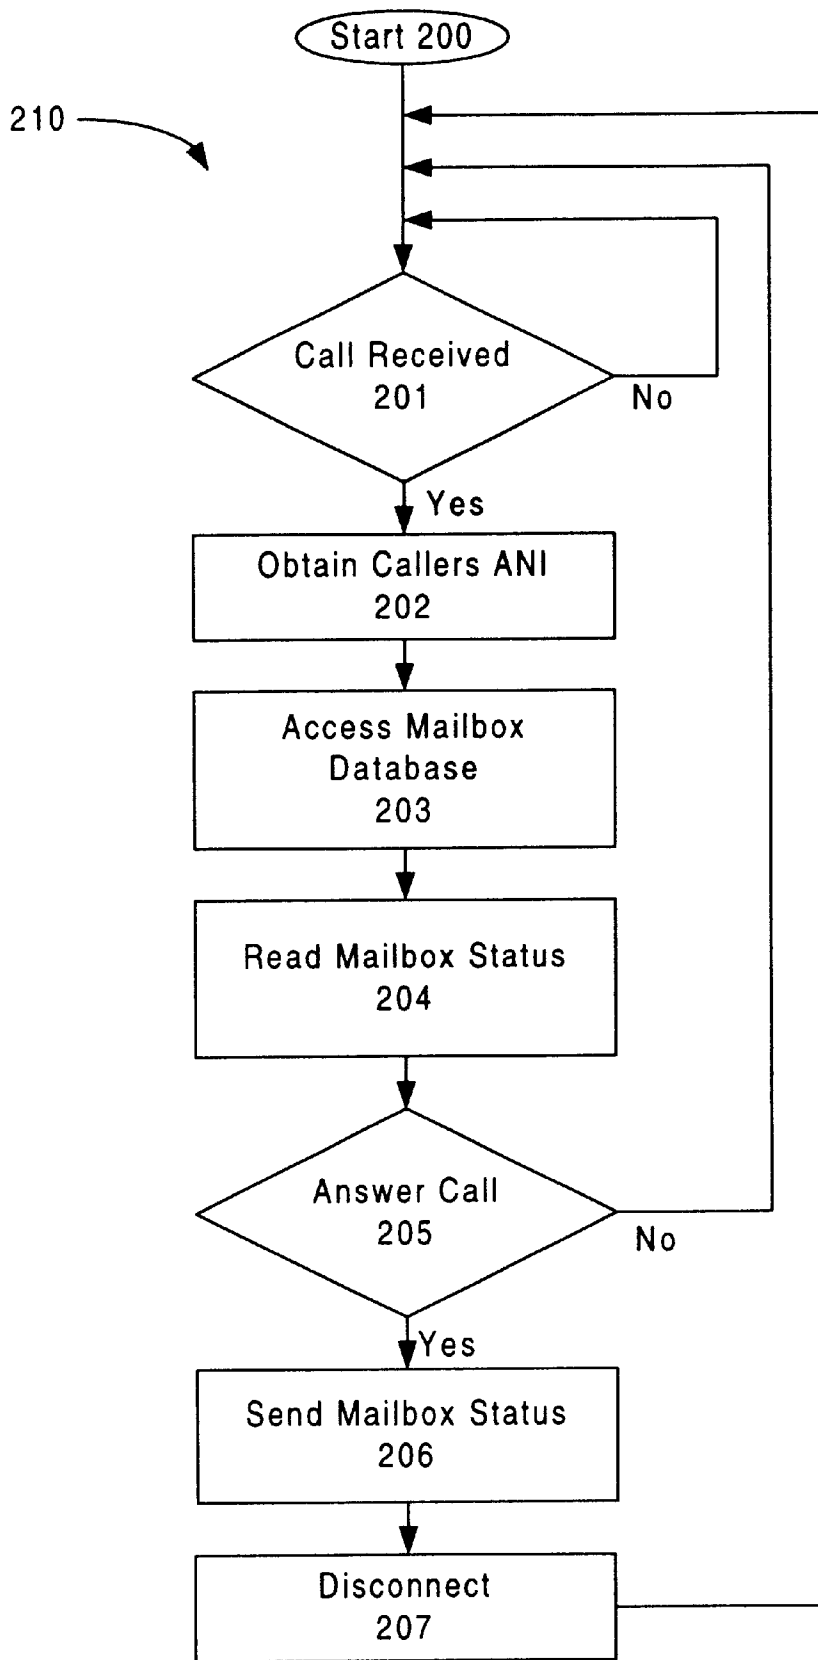 Start 200
210
Call Received
201
No
Yes
Obtain Callers ANI
202
Access Mailbox
Database
203
Read Mailbox Status
204
Answer Call
205
No
Yes
Send Mailbox Status
206
Disconnect
207